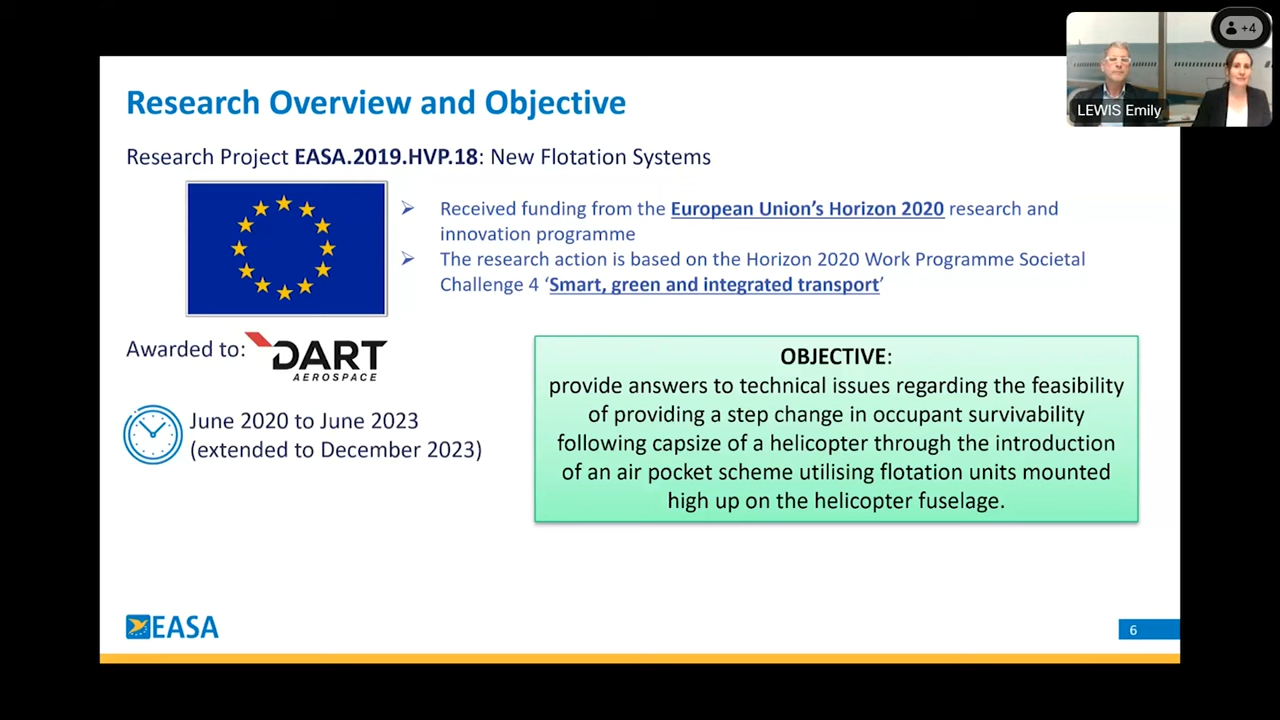 +4
LEWIS Emily
Research Overview and Objective
Research Project EASA.2019.HVP.18: New Flotation Systems
Received funding from the European Union's Horizon 2020 research and
innovation programme
The research action is based on the Horizon 2020 Work Programme Societal
Challenge 4 ‘Smart, green and integrated transport’
Awarded to:
DART
AEROSPACE
June 2020 to June 2023
(extended to December 2023)
OBJECTIVE:
provide answers to technical issues regarding the feasibility
of providing a step change in occupant survivability
following capsize of a helicopter through the introduction
of an air pocket scheme utilising flotation units mounted
high up on the helicopter fuselage.
EASA
6